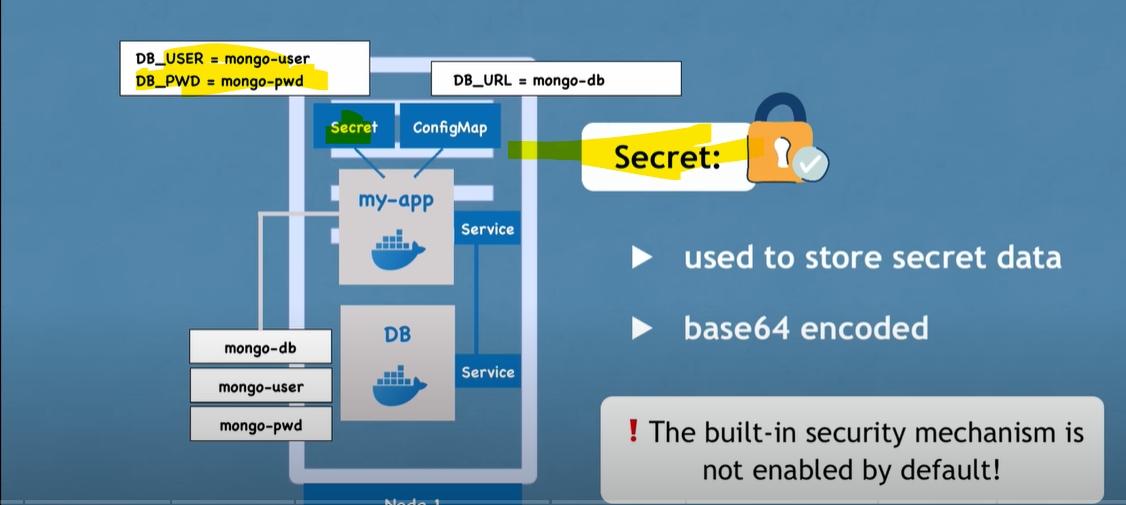 DB_USER = mongo-user
DB_PWD = mongo-pwd
DB_URL = mongo-db
Secret
ConfigMap
Secret:
my-app
Service
used to store secret data
base64 encoded
DB
mongo-db
mongo-user
mongo-pwd
Service
! The built-in security mechanism is
not enabled by default!
Node 1